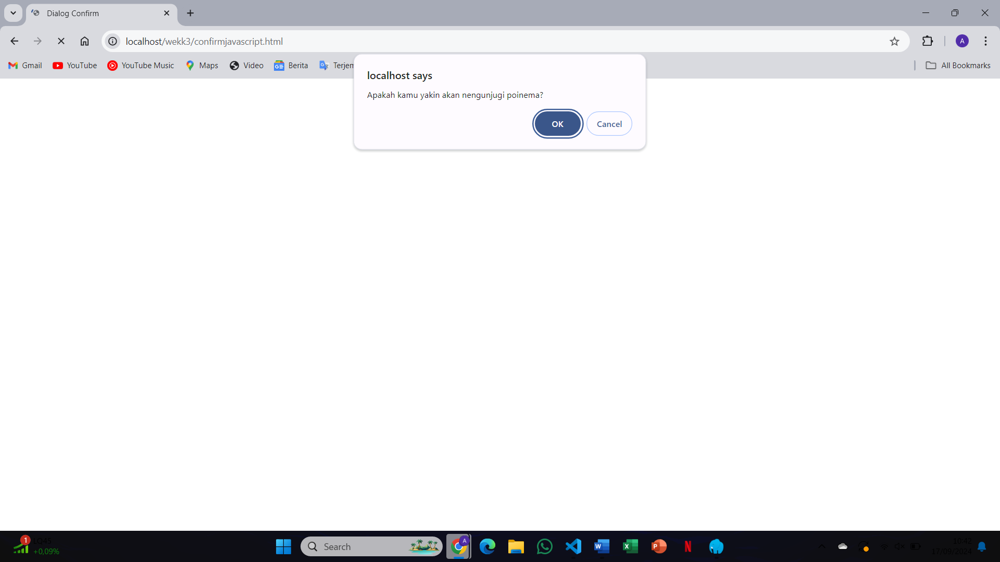 Dialog Confirm
localhost/wekk3/confirmjavascript.html
A
Gmail
YouTube
YouTube Music
Maps
Video
Berita
Terjem
All Bookmarks
localhost says
Apakah kamu yakin akan nengunjugi poinema?
OK
Cancel
1
LQ45
+0,09%
Search
A
10:42
17/09/2024